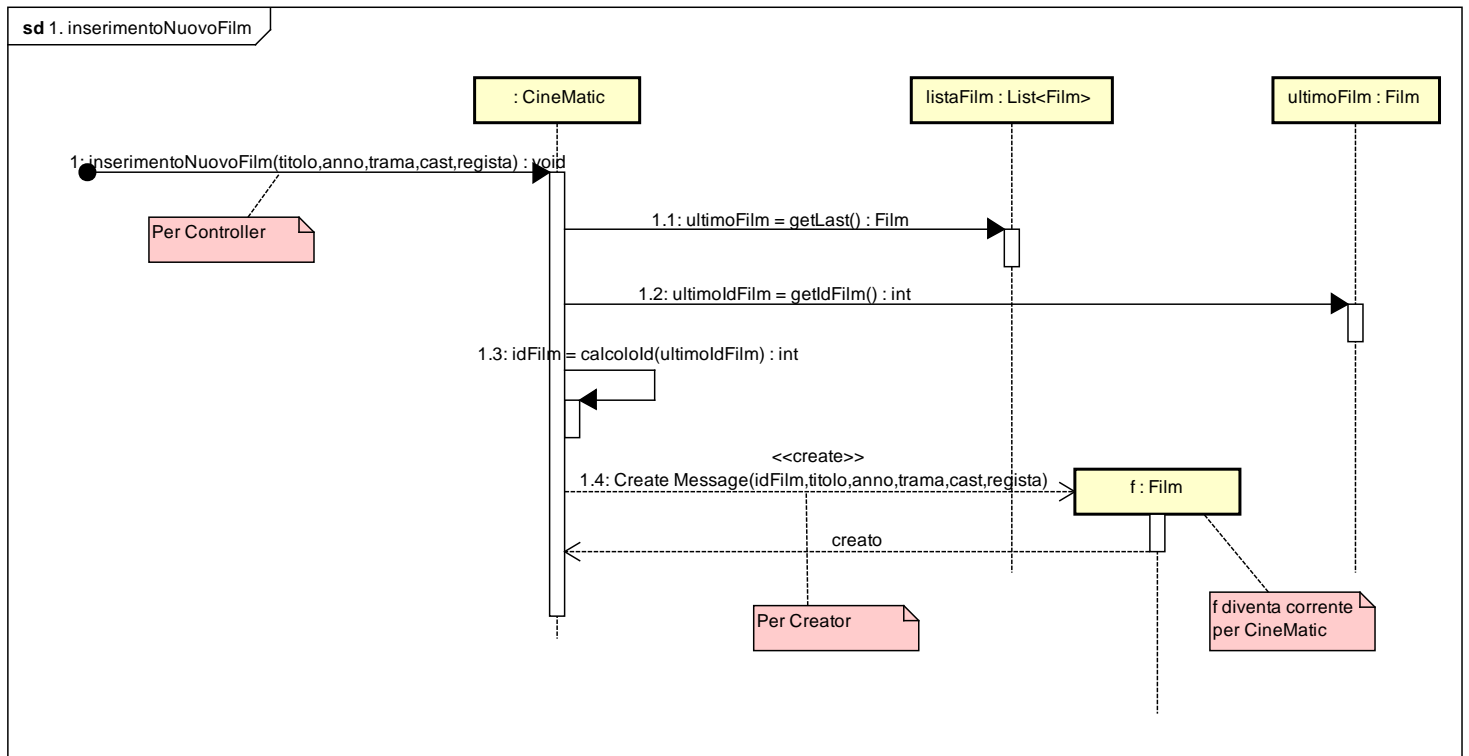 sd 1. inserimentoNuovoFilm
: CineMatic
listaFilm : List<Film>
ultimoFilm : Film
1: inserimentoNuovoFilm(titolo,anno,trama,cast,regista) : void
Per Controller
1.1: ultimoFilm = getLast() : Film
1.2: ultimoIdFilm = getIdFilm() : int
1.3: idFilm = calcoloId(ultimoIdFilm) : int
<<create>>
1.4: Create Message(idFilm,titolo,anno,trama,cast,regista)
f : Film
creato
Per Creator
f diventa corrente
per CineMatic